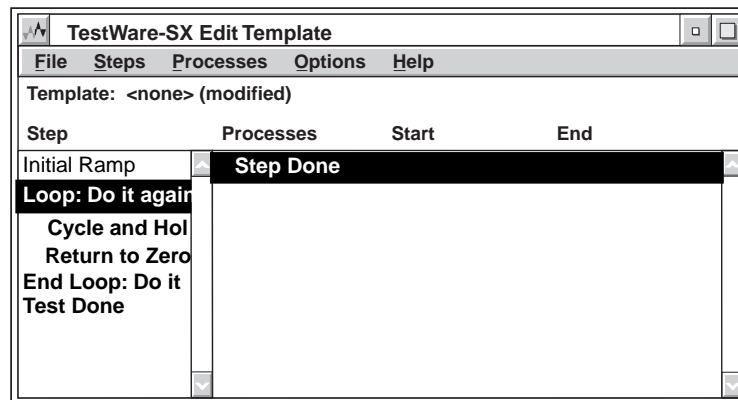 TestWare-SX Edit Template
File Steps Processes Options Help
Template: <none> (modified)
Step Processes Start End
Initial Ramp Step Done
Loop: Do it again
Cycle and Hol
Return to Zero
End Loop: Do it
Test Done